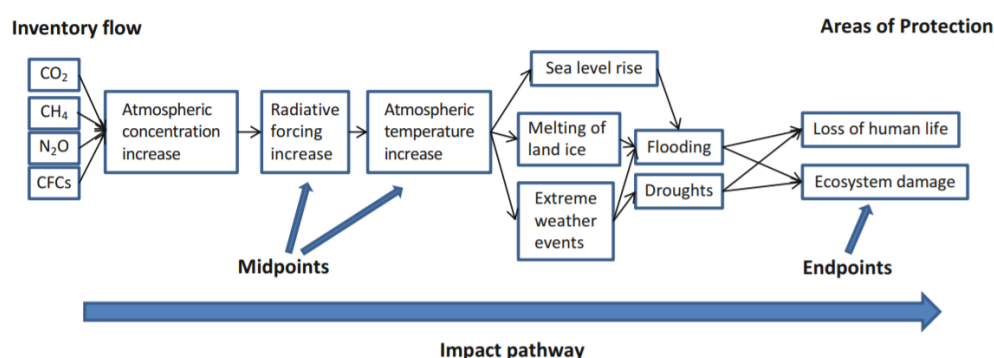 Inventory flow
Areas of Protection
CO₂
CH₄
N₂O
CFCs
Atmospheric
concentration
increase
Radiative
forcing
increase
Atmospheric
temperature
increase
Sea level rise
Melting of
land ice
Extreme
weather
events
Flooding
Droughts
Loss of human life
Ecosystem damage
Midpoints
Endpoints
Impact pathway